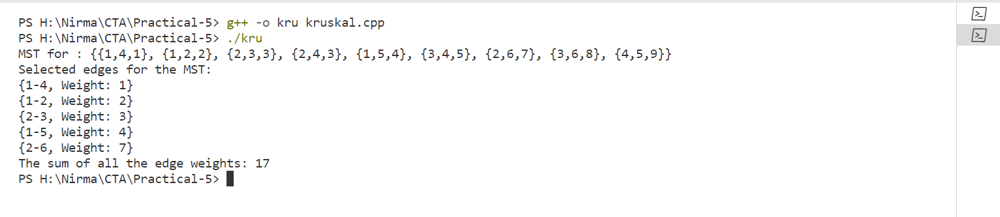 PS H:\Nirma\CTA\Practical-5> g++ -o kru kruskal.cpp
PS H:\Nirma\CTA\Practical-5> ./kru
MST for : {{1,4,1}, {1,2,2}, {2,3,3}, {2,4,3}, {1,5,4}, {3,4,5}, {2,6,7}, {3,6,8}, {4,5,9}}
Selected edges for the MST:
{1-4, Weight: 1}
{1-2, Weight: 2}
{2-3, Weight: 3}
{1-5, Weight: 4}
{2-6, Weight: 7}
The sum of all the edge weights: 17
PS H:\Nirma\CTA\Practical-5>